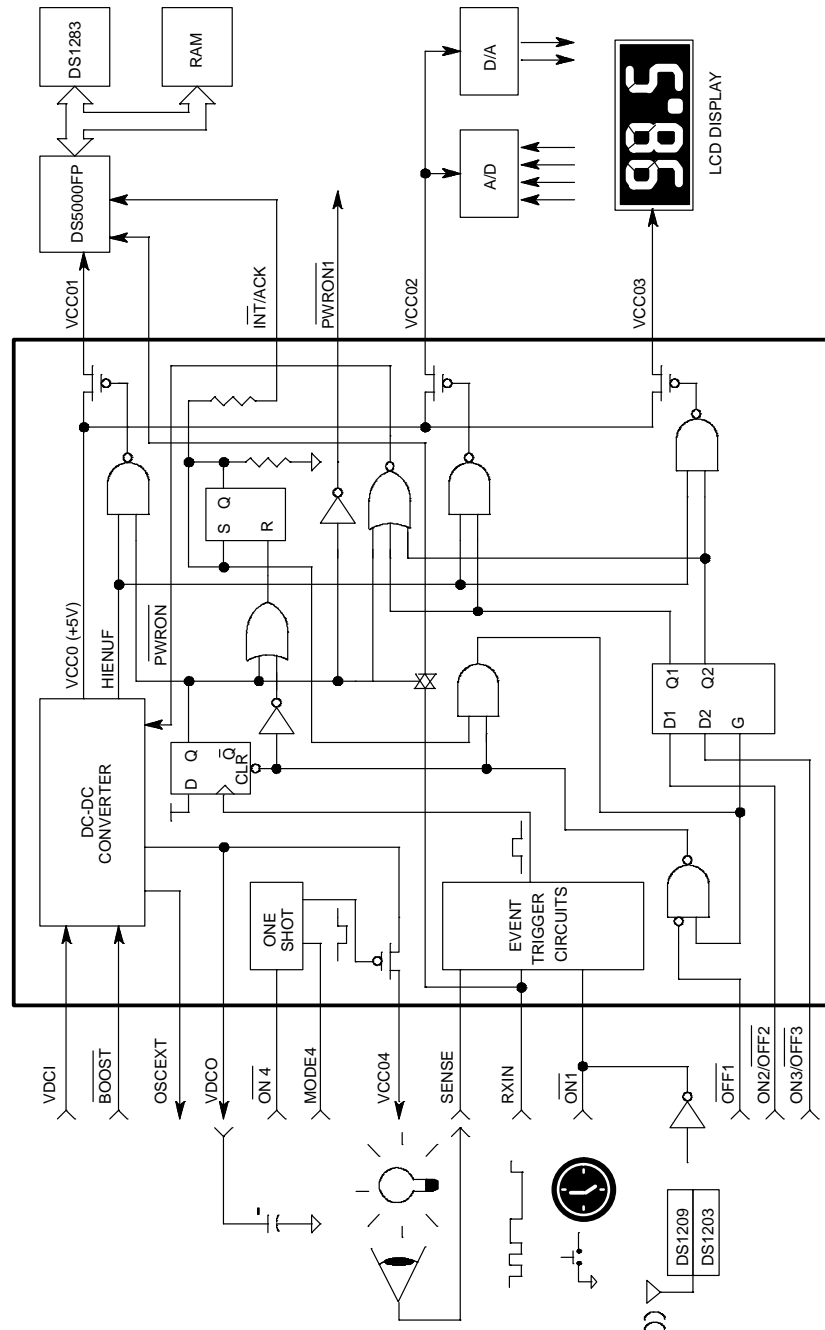 VDCI
BOOST
OSCEXT
VDCO
ON 4
MODE4
VCC04
SENSE
RXIN
ON1
OFF1
ON2/OFF2
ON3/OFF3
DS1209
DS1203
DC-DC
CONVERTER
ONE
SHOT
EVENT
TRIGGER
CIRCUITS
VCC0 (+5V)
HIENUF
PWRON
D Q
Q
CLR
S Q
R
D1 Q1
D2 Q2
G
VCC01
INT/ACK
PWRON1
VCC02
VCC03
DS5000FP
DS1283
RAM
A/D
D/A
98.5
LCD DISPLAY